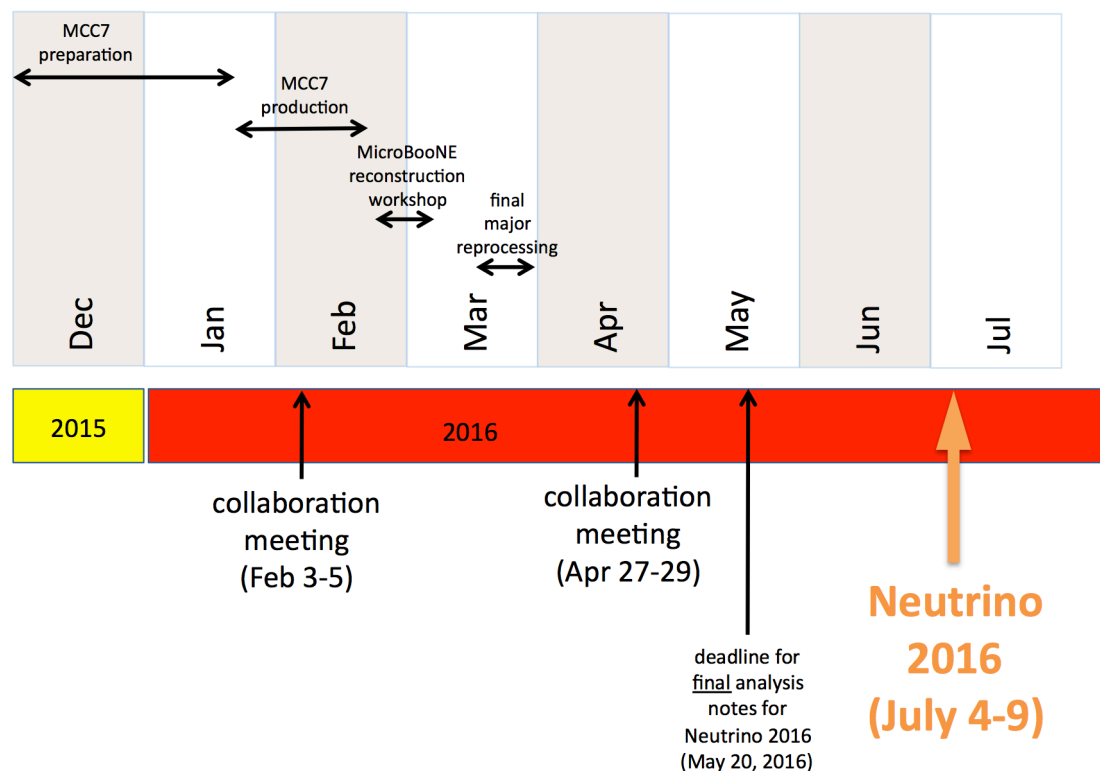 MCC7
preparation
MCC7
production
MicroBooNE
reconstruction
workshop
final
major
reprocessing
Dec
Jan
Feb
Mar
Apr
May
Jun
Jul
2015
2016
collaboration
meeting
(Feb 3-5)
collaboration
meeting
(Apr 27-29)
deadline for
final analysis
notes for
Neutrino 2016
(May 20, 2016)
Neutrino
2016
(July 4-9)